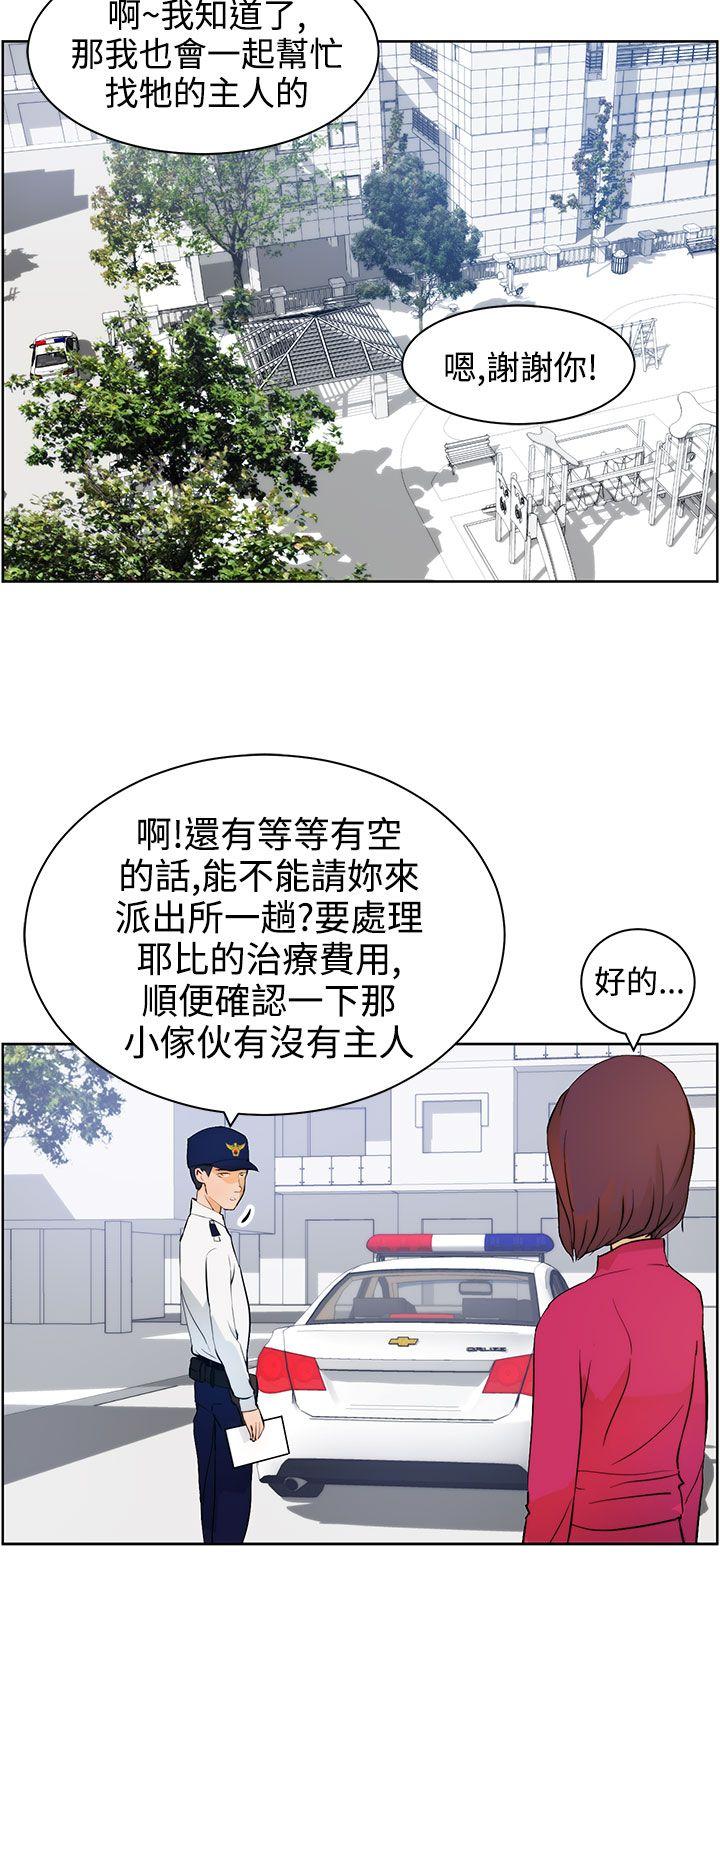 啊~我知道了,
那我也會一起幫忙
找牠的主人的
嗯,謝謝你!
啊!還有等等有空
的話,能不能請妳來
派出所一趟?要處理
耶比的治療費用,
順便確認一下那
小傢伙有沒有主人
好的...
CRUZE